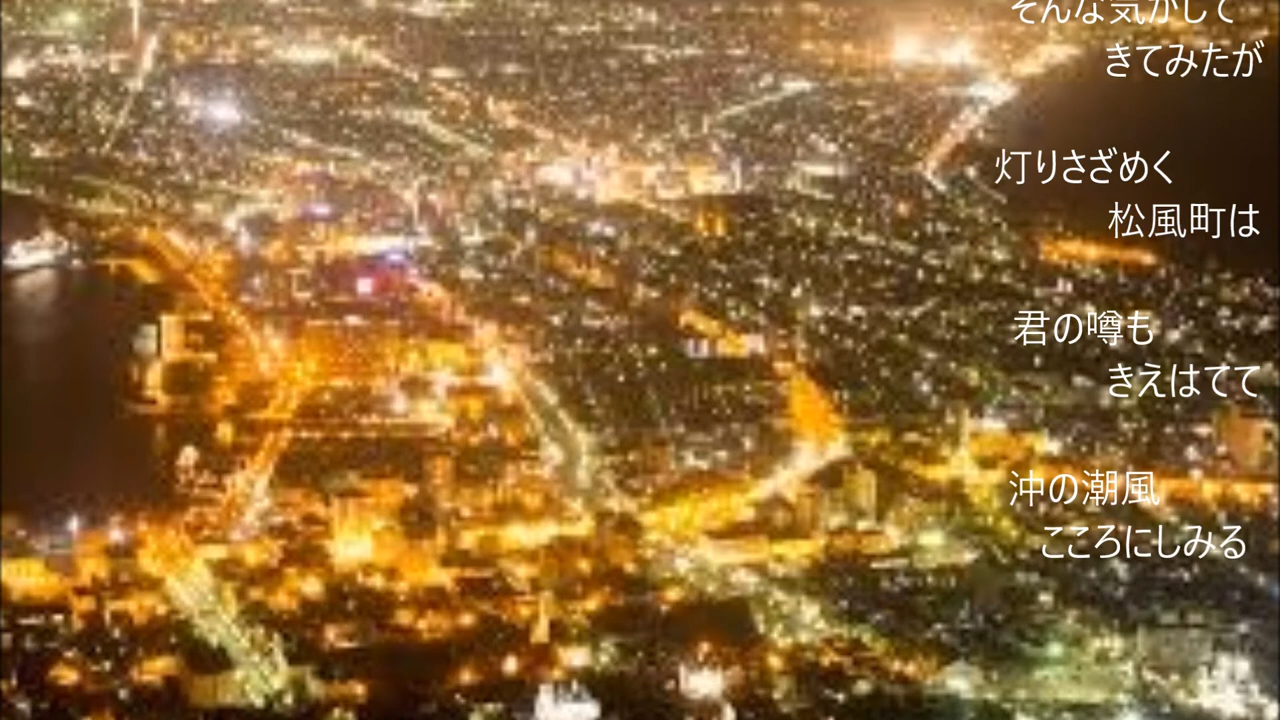 そんな気がして
きてみたが
灯りさざめく
松風町は
君の噂も
きえはてて
沖の潮風
こころにしみる